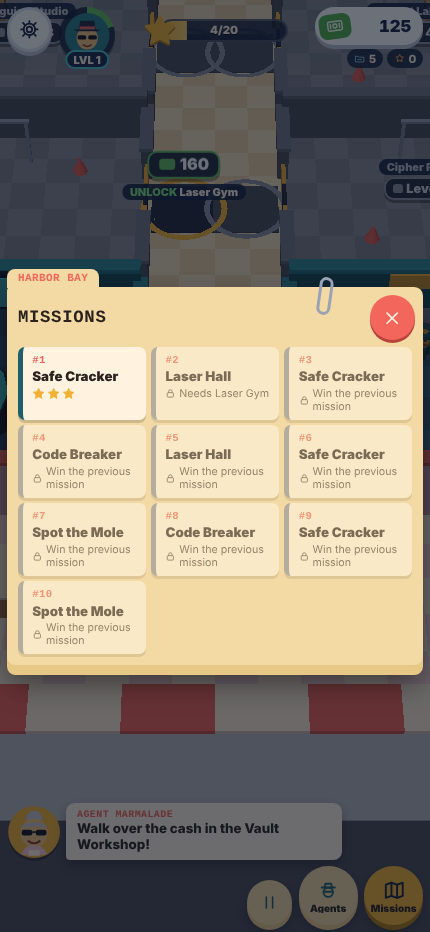 LVL 1
4/20
125
5
0
160
UNLOCK Laser Gym
Cipher
HARBOR BAY
MISSIONS
#1
Safe Cracker
#2
Laser Hall
Needs Laser Gym
#3
Safe Cracker
Win the previous
mission
#4
Code Breaker
Win the previous
mission
#5
Laser Hall
Win the previous
mission
#6
Safe Cracker
Win the previous
mission
#7
Spot the Mole
Win the previous
mission
#8
Code Breaker
Win the previous
mission
#9
Safe Cracker
Win the previous
mission
#10
Spot the Mole
Win the previous
mission
AGENT MARMALADE
Walk over the cash in the Vault
Workshop!
Agents
Missions